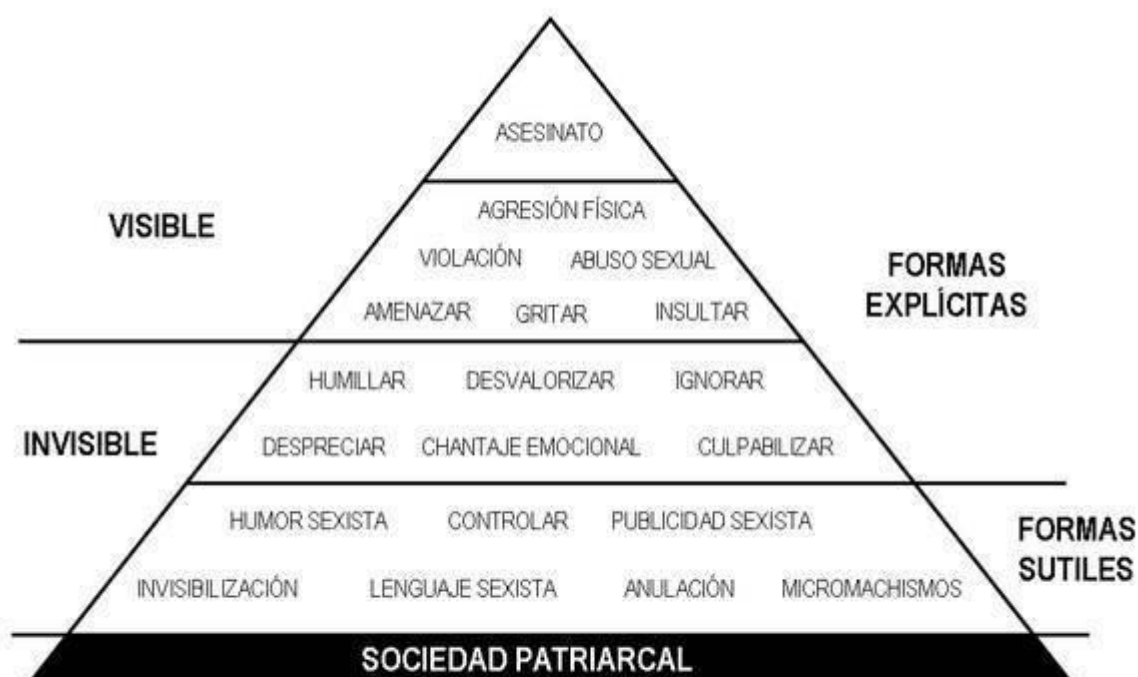 ASESINATO
VISIBLE
AGRESIÓN FÍSICA
VIOLACIÓN ABUSO SEXUAL
FORMAS
EXPLÍCITAS
AMENAZAR GRITAR INSULTAR
HUMILLAR DESVALORIZAR IGNORAR
INVISIBLE
DESPRECIAR CHANTAJE EMOCIONAL CULPABILIZAR
HUMOR SEXISTA CONTROLAR PUBLICIDAD SEXISTA
FORMAS
SUTILES
INVISIBILIZACIÓN LENGUAJE SEXISTA ANULACIÓN MICROMACHISMOS
SOCIEDAD PATRIARCAL